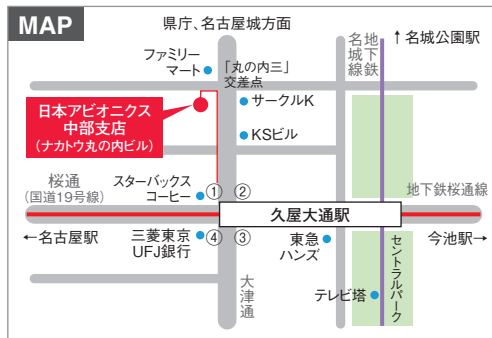 MAP
県庁、名古屋城方面
ファミリー
マート
「丸の内三」
交差点
地下鉄
名城線
↑名城公園駅
日本アビオニクス
中部支店
（ナカトウ丸の内ビル）
サークルK
KSビル
桜通
（国道19号線）
スターバックス
コーヒー
①
②
地下鉄桜通線
久屋大通駅
←名古屋駅
三菱東京
UFJ銀行
④
③
東急
ハンズ
今池駅→
大津通
テレビ塔
セントラルパーク